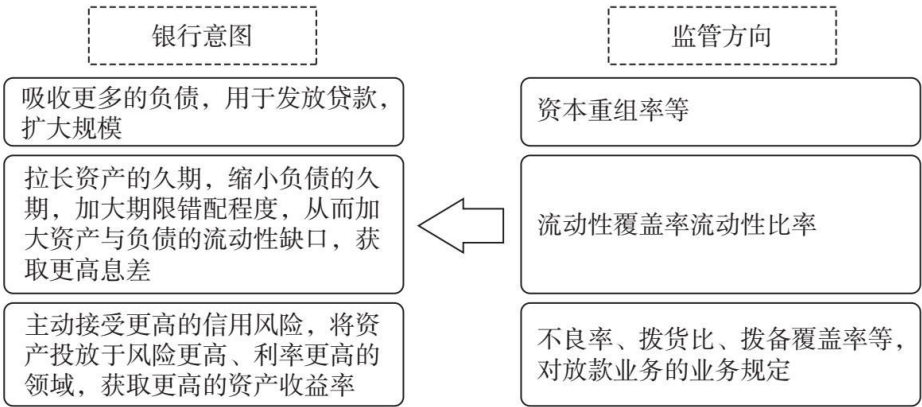 银行意图
监管方向
吸收更多的负债，用于发放贷款，
扩大规模
资本重组率等
拉长资产的久期，缩小负债的久
期，加大期限错配程度，从而加
大资产与负债的流动性缺口，获
取更高息差
流动性覆盖率流动性比率
主动接受更高的信用风险，将资
产投放于风险更高、利率更高的
领域，获取更高的资产收益率
不良率、拨货比、拨备覆盖率等，
对放款业务的业务规定